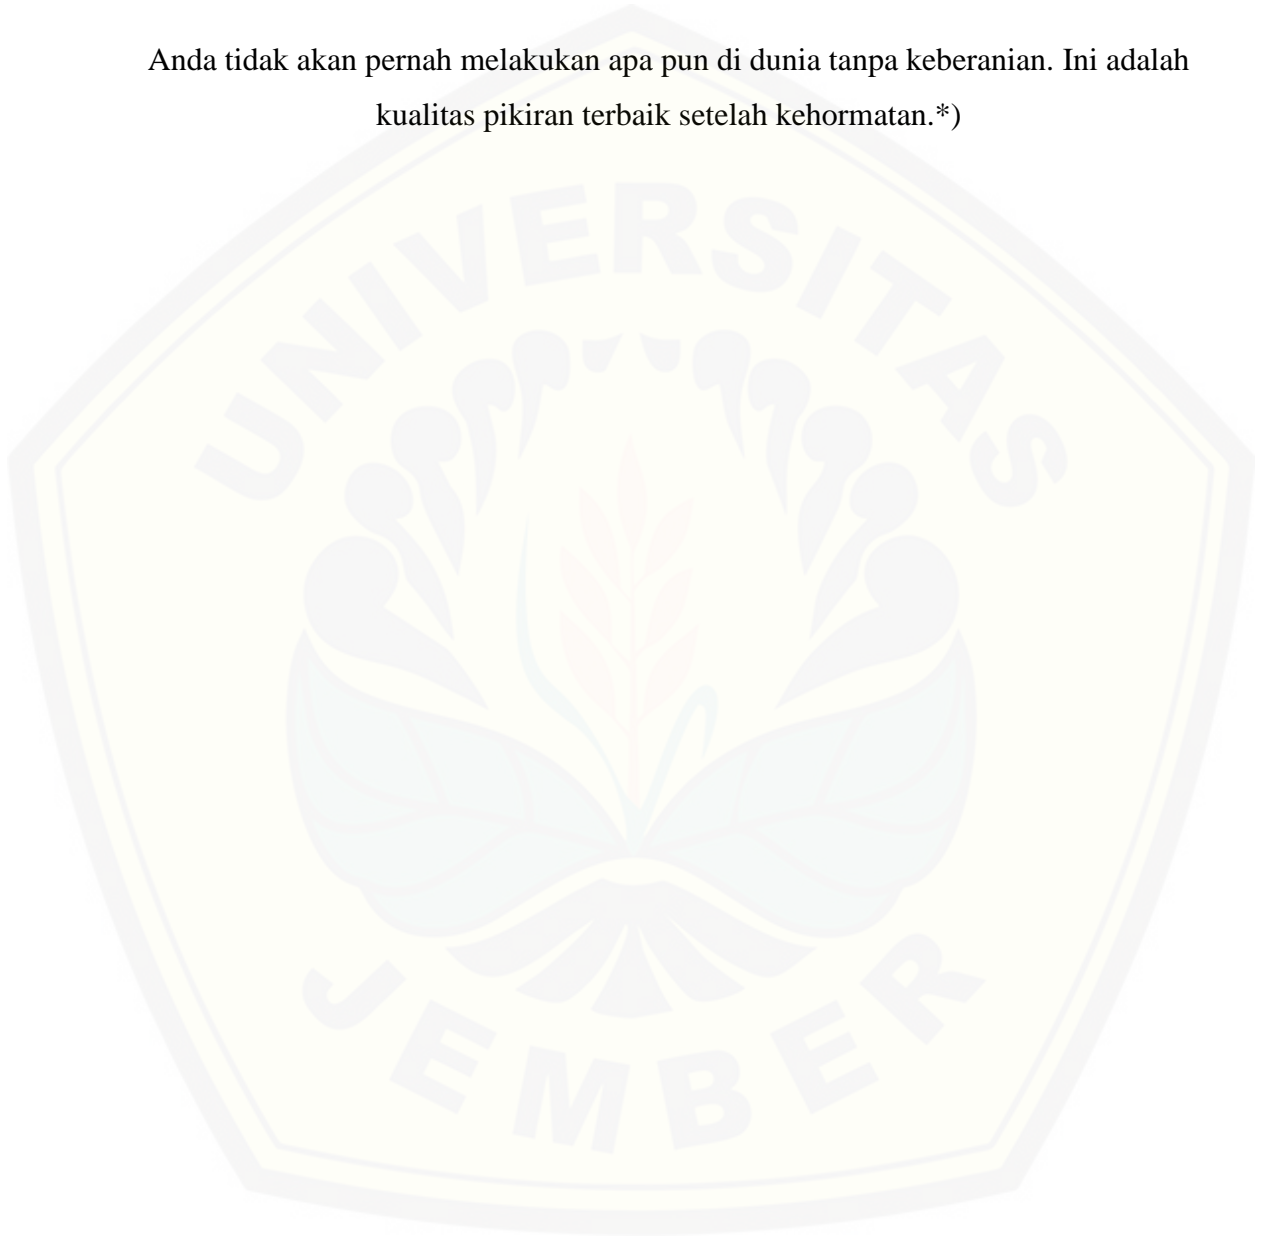 Anda tidak akan pernah melakukan apa pun di dunia tanpa keberanian. Ini adalah
kualitas pikiran terbaik setelah kehormatan.*)
UNIVERSITAS
JEMBER